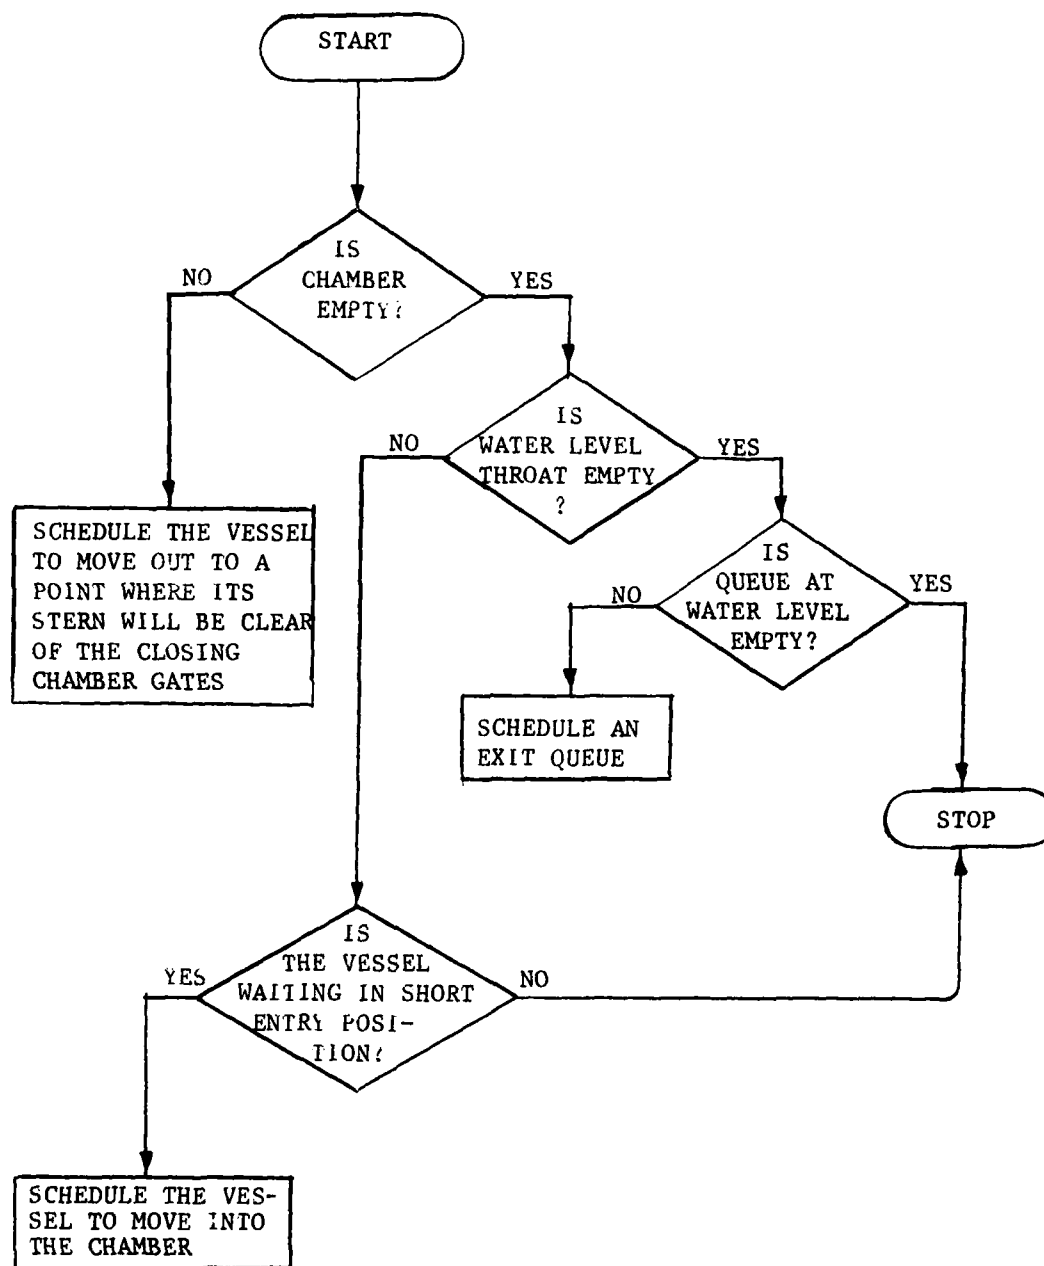 START
IS
CHAMBER
EMPTY?
NO
YES
IS
WATER LEVEL
THROAT EMPTY
?
NO
YES
IS
QUEUE AT
WATER LEVEL
EMPTY?
NO
YES
SCHEDULE THE VESSEL
TO MOVE OUT TO A
POINT WHERE ITS
STERN WILL BE CLEAR
OF THE CLOSING
CHAMBER GATES
SCHEDULE AN
EXIT QUEUE
STOP
IS
THE VESSEL
WAITING IN SHORT
ENTRY POSI-
TION?
YES
NO
SCHEDULE THE VES-
SEL TO MOVE INTO
THE CHAMBER